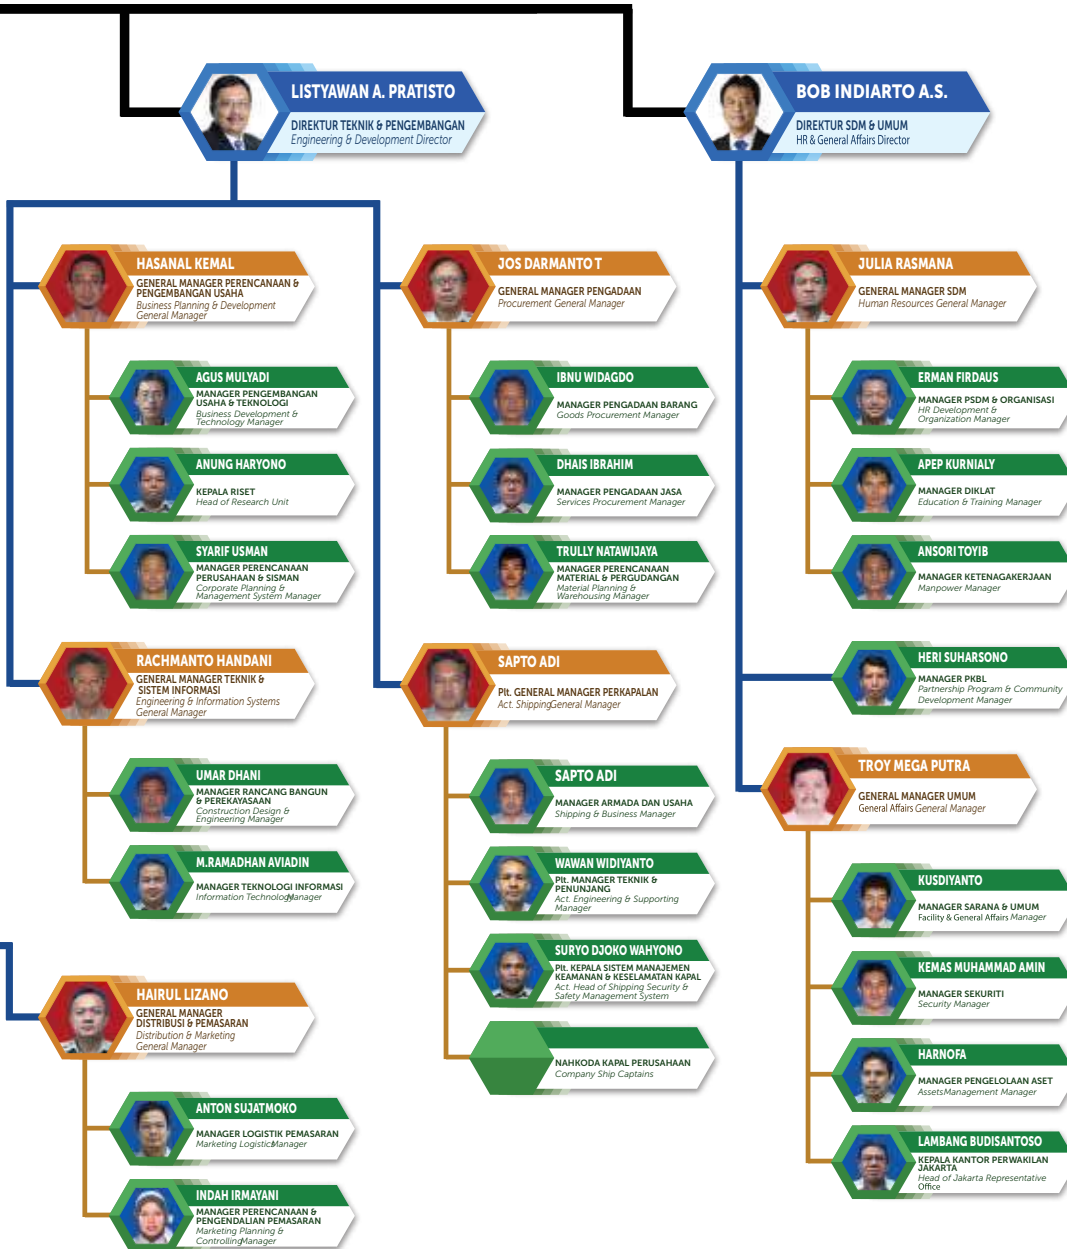 LISTYAWAN A. PRATISTO
DIREKTUR TEKNIK & PENGEMBANGAN
Engineering & Development Director
BOB INDIARTO A.S.
DIREKTUR SDM & UMUM
HR & General Affairs Director
HASANAL KEMAL
GENERAL MANAGER PERENCANAAN &
PENGEMBANGAN USAHA
Business Planning & Development
General Manager
AGUS MULYADI
MANAGER PENGEMBANGAN
USAHA & TEKNOLOGI
Business Development &
Technology Manager
ANUNG HARYONO
KEPALA RISET
Head of Research Unit
SYARIF USMAN
MANAGER PERENCANAAN
PERUSAHAAN & SISMAN
Corporate Planning &
Management System Manager
RACHMANTO HANDANI
GENERAL MANAGER TEKNIK &
SISTEM INFORMASI
Engineering & Information Systems
General Manager
UMAR DHANI
MANAGER RANCANG BANGUN
& PEREKAYASAAN
Construction Design &
Engineering Manager
M.RAMADHAN AVIADIN
MANAGER TEKNOLOGI INFORMASI
Information Technology Manager
HAIRUL LIZANO
GENERAL MANAGER
DISTRIBUSI & PEMASARAN
Distribution & Marketing
General Manager
ANTON SUJATMOKO
MANAGER LOGISTIK PEMASARAN
Marketing Logistics Manager
INDAH IRMAYANI
MANAGER PERENCANAAN &
PENGENDALIAN PEMASARAN
Marketing Planning &
Controlling Manager
JOS DARMANTO T
GENERAL MANAGER PENGADAAN
Procurement General Manager
IBNU WIDAGDO
MANAGER PENGADAAN BARANG
Goods Procurement Manager
DHAIS IBRAHIM
MANAGER PENGADAAN JASA
Services Procurement Manager
TRULLY NATAWIJAYA
MANAGER PERENCANAAN
MATERIAL & PERGUDANGAN
Material Planning &
Warehousing Manager
SAPTO ADI
Plt. GENERAL MANAGER PERKAPALAN
Act. Shipping General Manager
SAPTO ADI
MANAGER ARMADA DAN USAHA
Shipping & Business Manager
WAWAN WIDIYANTO
Plt. MANAGER TEKNIK &
PENUNJANG
Act. Engineering & Supporting
Manager
SURYO DJOKO WAHYONO
Plt. KEPALA SISTEM MANAJEMEN
KEAMANAN & KESELAMATAN KAPAL
Act. Head of Shipping Security &
Safety Management System
NAHKODA KAPAL PERUSAHAAN
Company Ship Captains
JULIA RASMANA
GENERAL MANAGER SDM
Human Resources General Manager
ERMAN FIRDAUS
MANAGER PSDM & ORGANISASI
HR Development &
Organization Manager
APEP KURNIALY
MANAGER DIKLAT
Education & Training Manager
ANSORI TOYIB
MANAGER KETENAGAKERJAAN
Manpower Manager
HERI SUHARSONO
MANAGER PKBL
Partnership Program & Community
Development Manager
TROY MEGA PUTRA
GENERAL MANAGER UMUM
General Affairs General Manager
KUSDIYANTO
MANAGER SARANA & UMUM
Facility & General Affairs Manager
KEMAS MUHAMMAD AMIN
MANAGER SEKURITI
Security Manager
HARNOFA
MANAGER PENGELOLAAN ASET
Assets Management Manager
LAMBANG BUDISANTOSO
KEPALA KANTOR PERWAKILAN
JAKARTA
Head of Jakarta Representative
Office